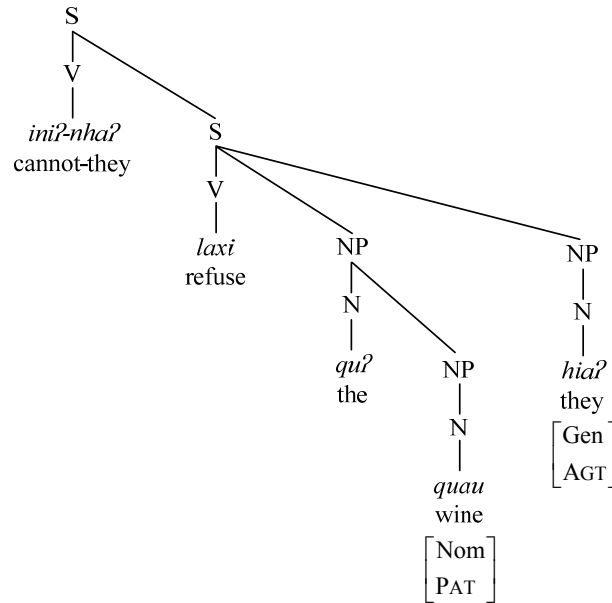 S
V
iniʔ-nhaʔ
cannot-they
S
V
laxi
refuse
NP
N
quʔ
the
NP
N
quau
wine
[Nom
PAT]
NP
N
hiaʔ
they
[Gen
AGT]